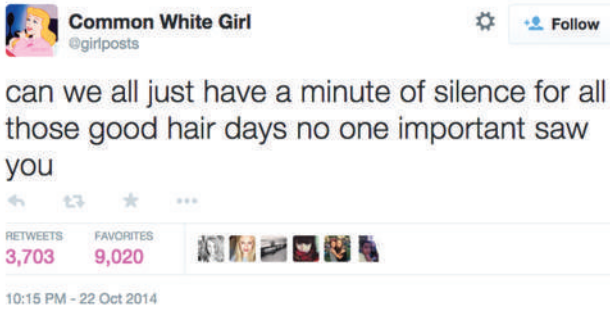 Common White Girl
@girlposts
Follow
can we all just have a minute of silence for all
those good hair days no one important saw
you
RETWEETS FAVORITES
3,703 9,020
10:15 PM - 22 Oct 2014